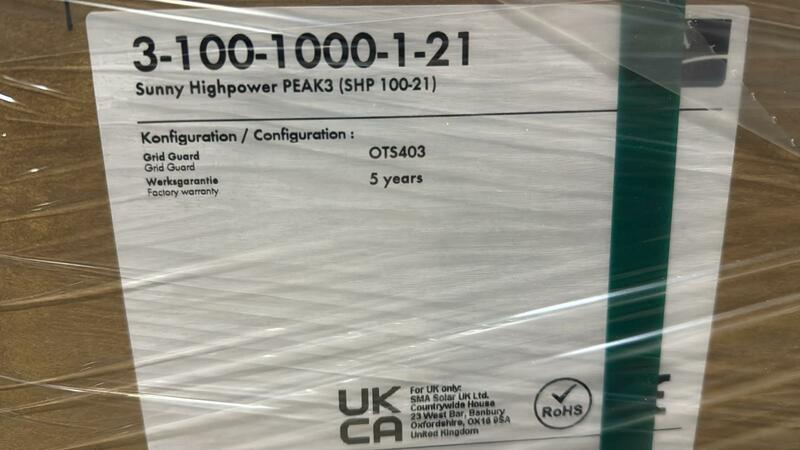 3-100-1000-1-21
Sunny Highpower PEAK3 (SHP 100-21)
Konfiguration / Configuration :
Grid Guard OTS403
Grid Guard
Werksgarantie 5 years
Factory warranty
UK
CA
For UK only:
SMA Solar UK Ltd.
Countrywide House
23 West Bar, Banbury
Oxfordshire, OX16 9SA
United Kingdom
RoHS